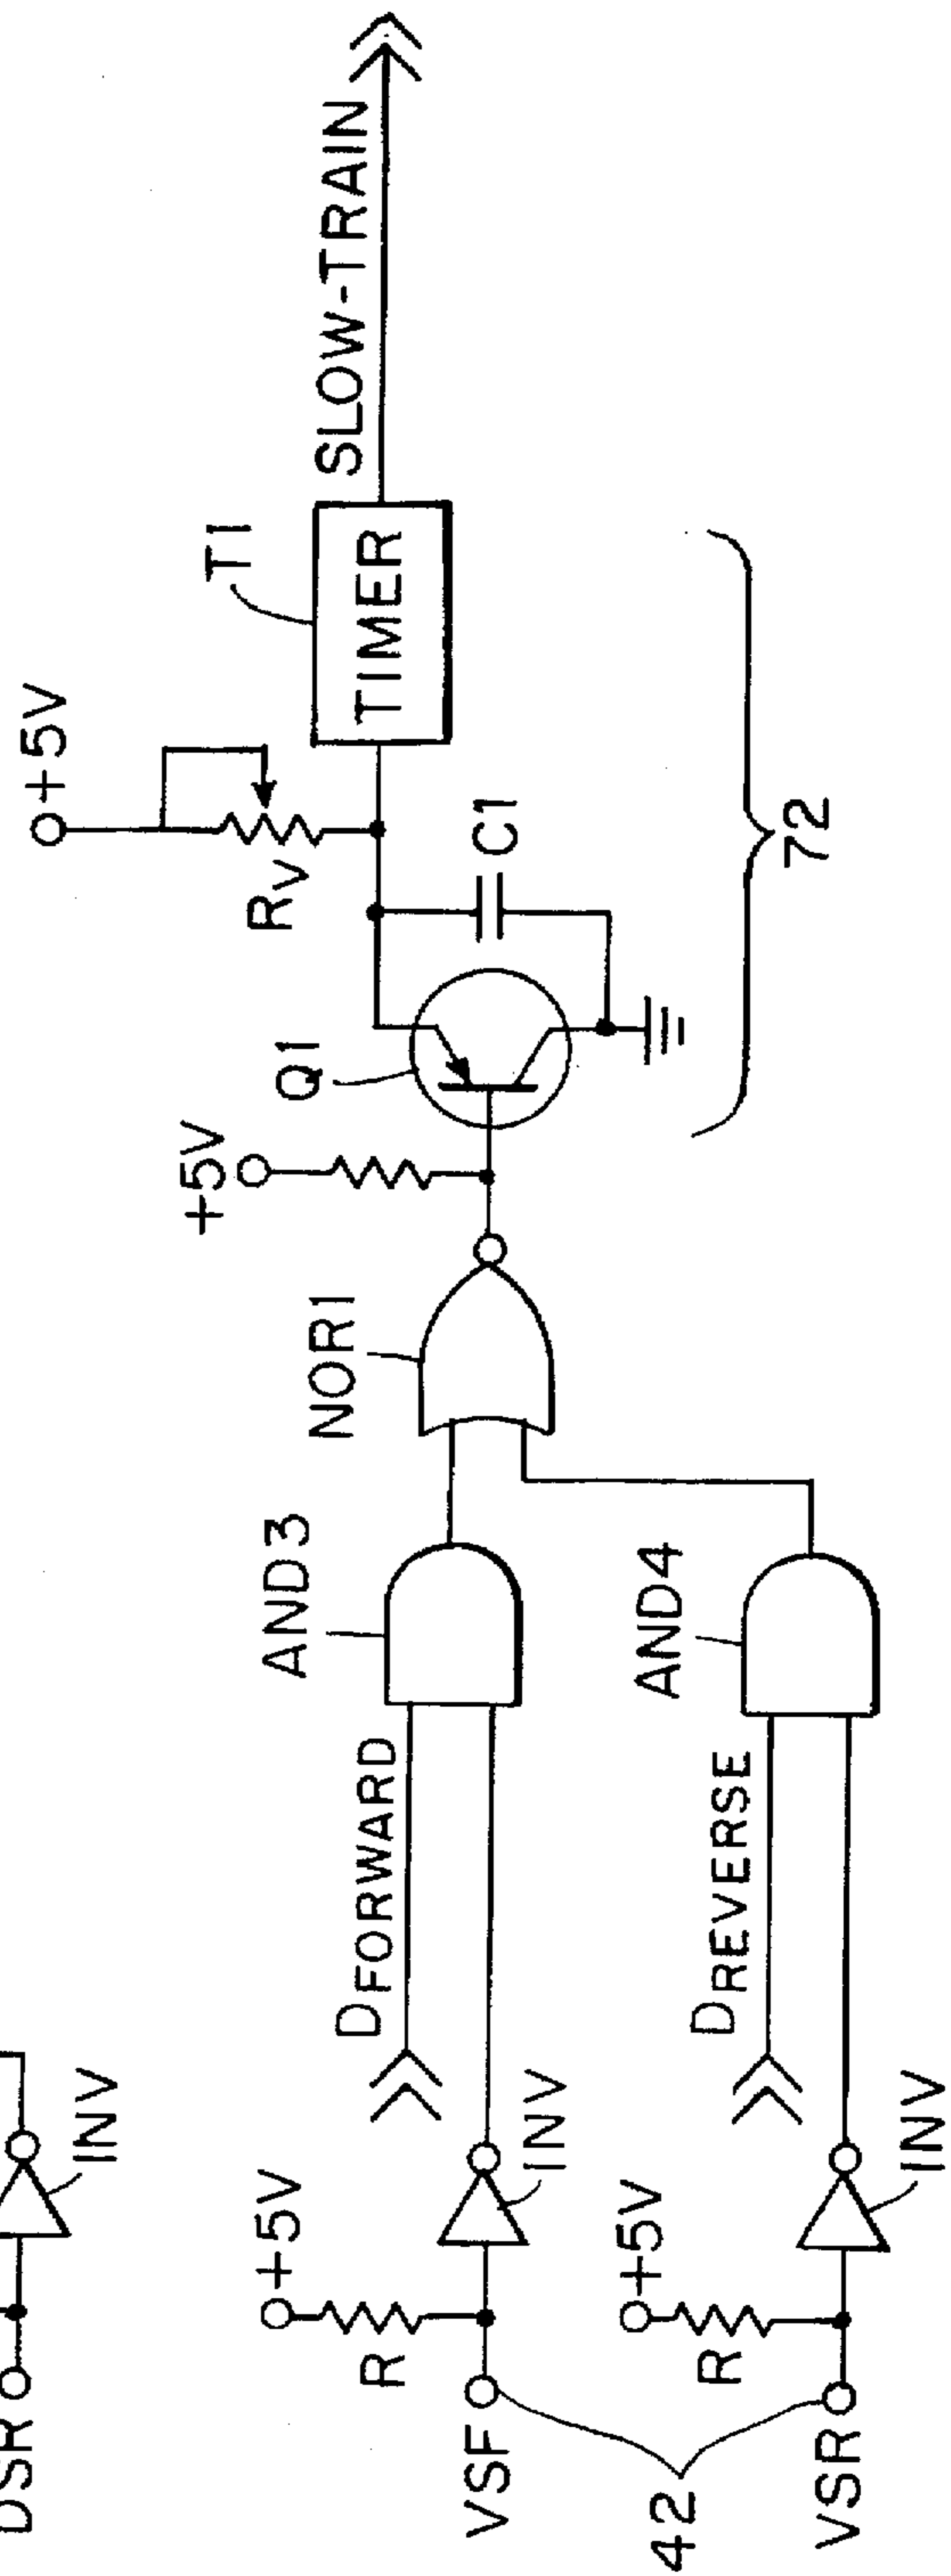 DSR
INV
+5V
R
VSF
INV
DFORWARD
AND3
NOR1
+5V
Q1
+5V
RV
C1
T1
TIMER
SLOW-TRAIN
72
+5V
R
VSR
42
INV
DREVERSE
AND4